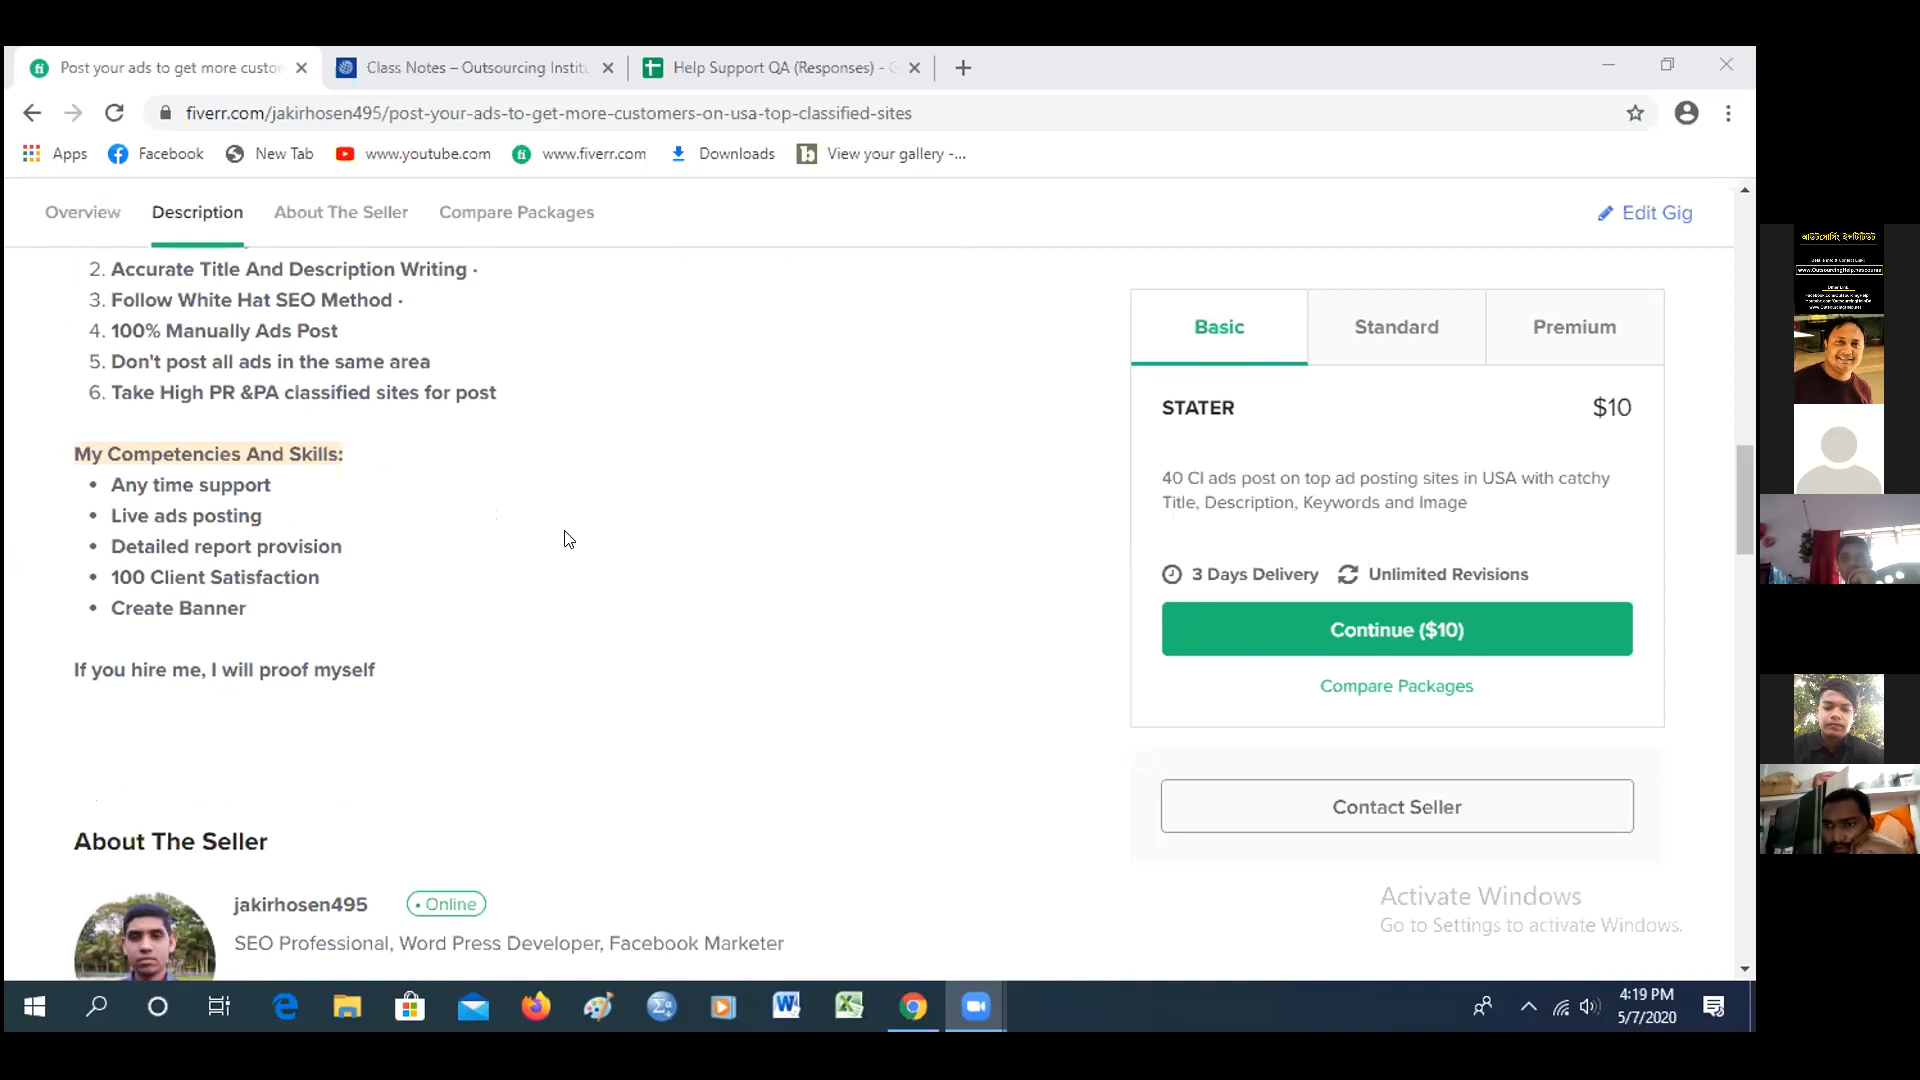 Post your ads to get more custo
Class Notes – Outsourcing Institu
Help Support QA (Responses) -
fiverr.com/jakirhosen495/post-your-ads-to-get-more-customers-on-usa-top-classified-sites
Apps
Facebook
New Tab
www.youtube.com
www.fiverr.com
Downloads
View your gallery -...
Overview
Description
About The Seller
Compare Packages
Edit Gig
2. Accurate Title And Description Writing ·
3. Follow White Hat SEO Method ·
4. 100% Manually Ads Post
5. Don't post all ads in the same area
6. Take High PR &PA classified sites for post
My Competencies And Skills:
• Any time support
• Live ads posting
• Detailed report provision
• 100 Client Satisfaction
• Create Banner
If you hire me, I will proof myself
Basic
Standard
Premium
STATER
$10
40 Cl ads post on top ad posting sites in USA with catchy
Title, Description, Keywords and Image
3 Days Delivery
Unlimited Revisions
Continue ($10)
Compare Packages
Contact Seller
About The Seller
jakirhosen495
• Online
SEO Professional, Word Press Developer, Facebook Marketer
Activate Windows
Go to Settings to activate Windows.
4:19 PM
5/7/2020
আউটসোর্সিং ইন্সটিটিউট